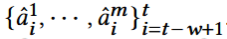 {â_i^1, ⋯, â_i^m}_{i=t−w+1}^t